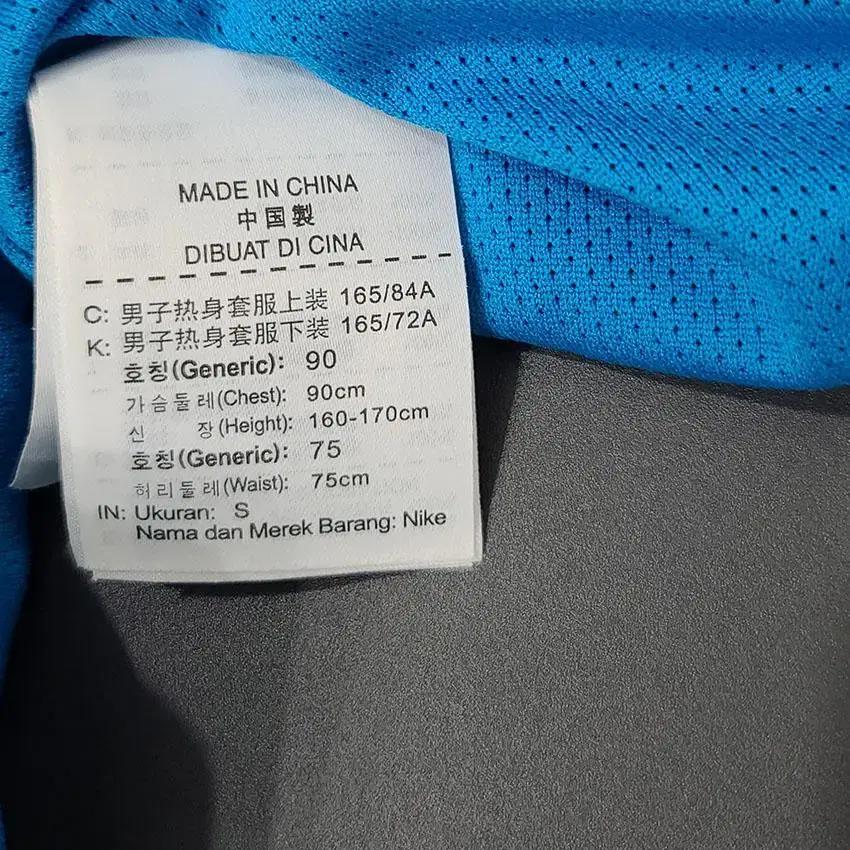 MADE IN CHINA
中国製
DIBUAT DI CINA
C: 男子热身套服上装 165/84A
男子热身套服下装 165/72A
K: 호칭(Generic): 90
가슴둘레(Chest): 90cm
신 장(Height): 160-170cm
호칭(Generic): 75
허리둘레(Waist): 75cm
IN: Ukuran: S
Nama dan Merek Barang: Nike